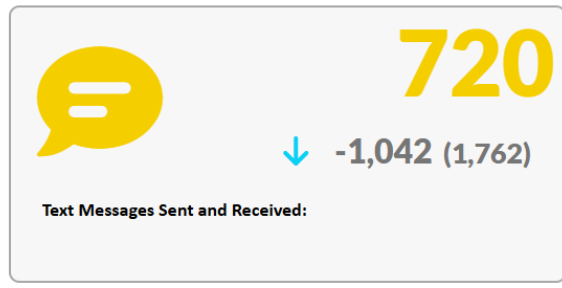 720
-1,042 (1,762)
Text Messages Sent and Received: